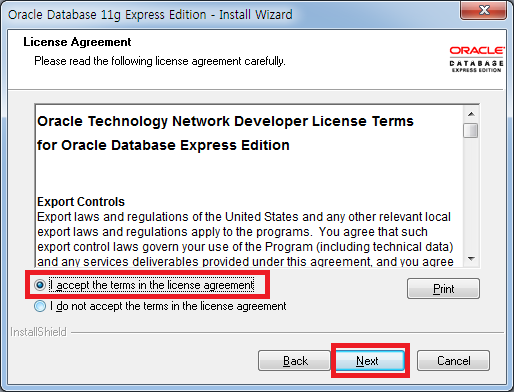 Oracle Database 11g Express Edition - Install Wizard
License Agreement
Please read the following license agreement carefully.
ORACLE
DATABASE
EXPRESS EDITION
Oracle Technology Network Developer License Terms
for Oracle Database Express Edition
Export Controls
Export laws and regulations of the United States and any other relevant local
export laws and regulations apply to the programs. You agree that such
export control laws govern your use of the Program (including technical data)
and any services deliverables provided under this agreement, and you agree
I accept the terms in the license agreement
I do not accept the terms in the license agreement
Print
InstallShield
Back
Next
Cancel